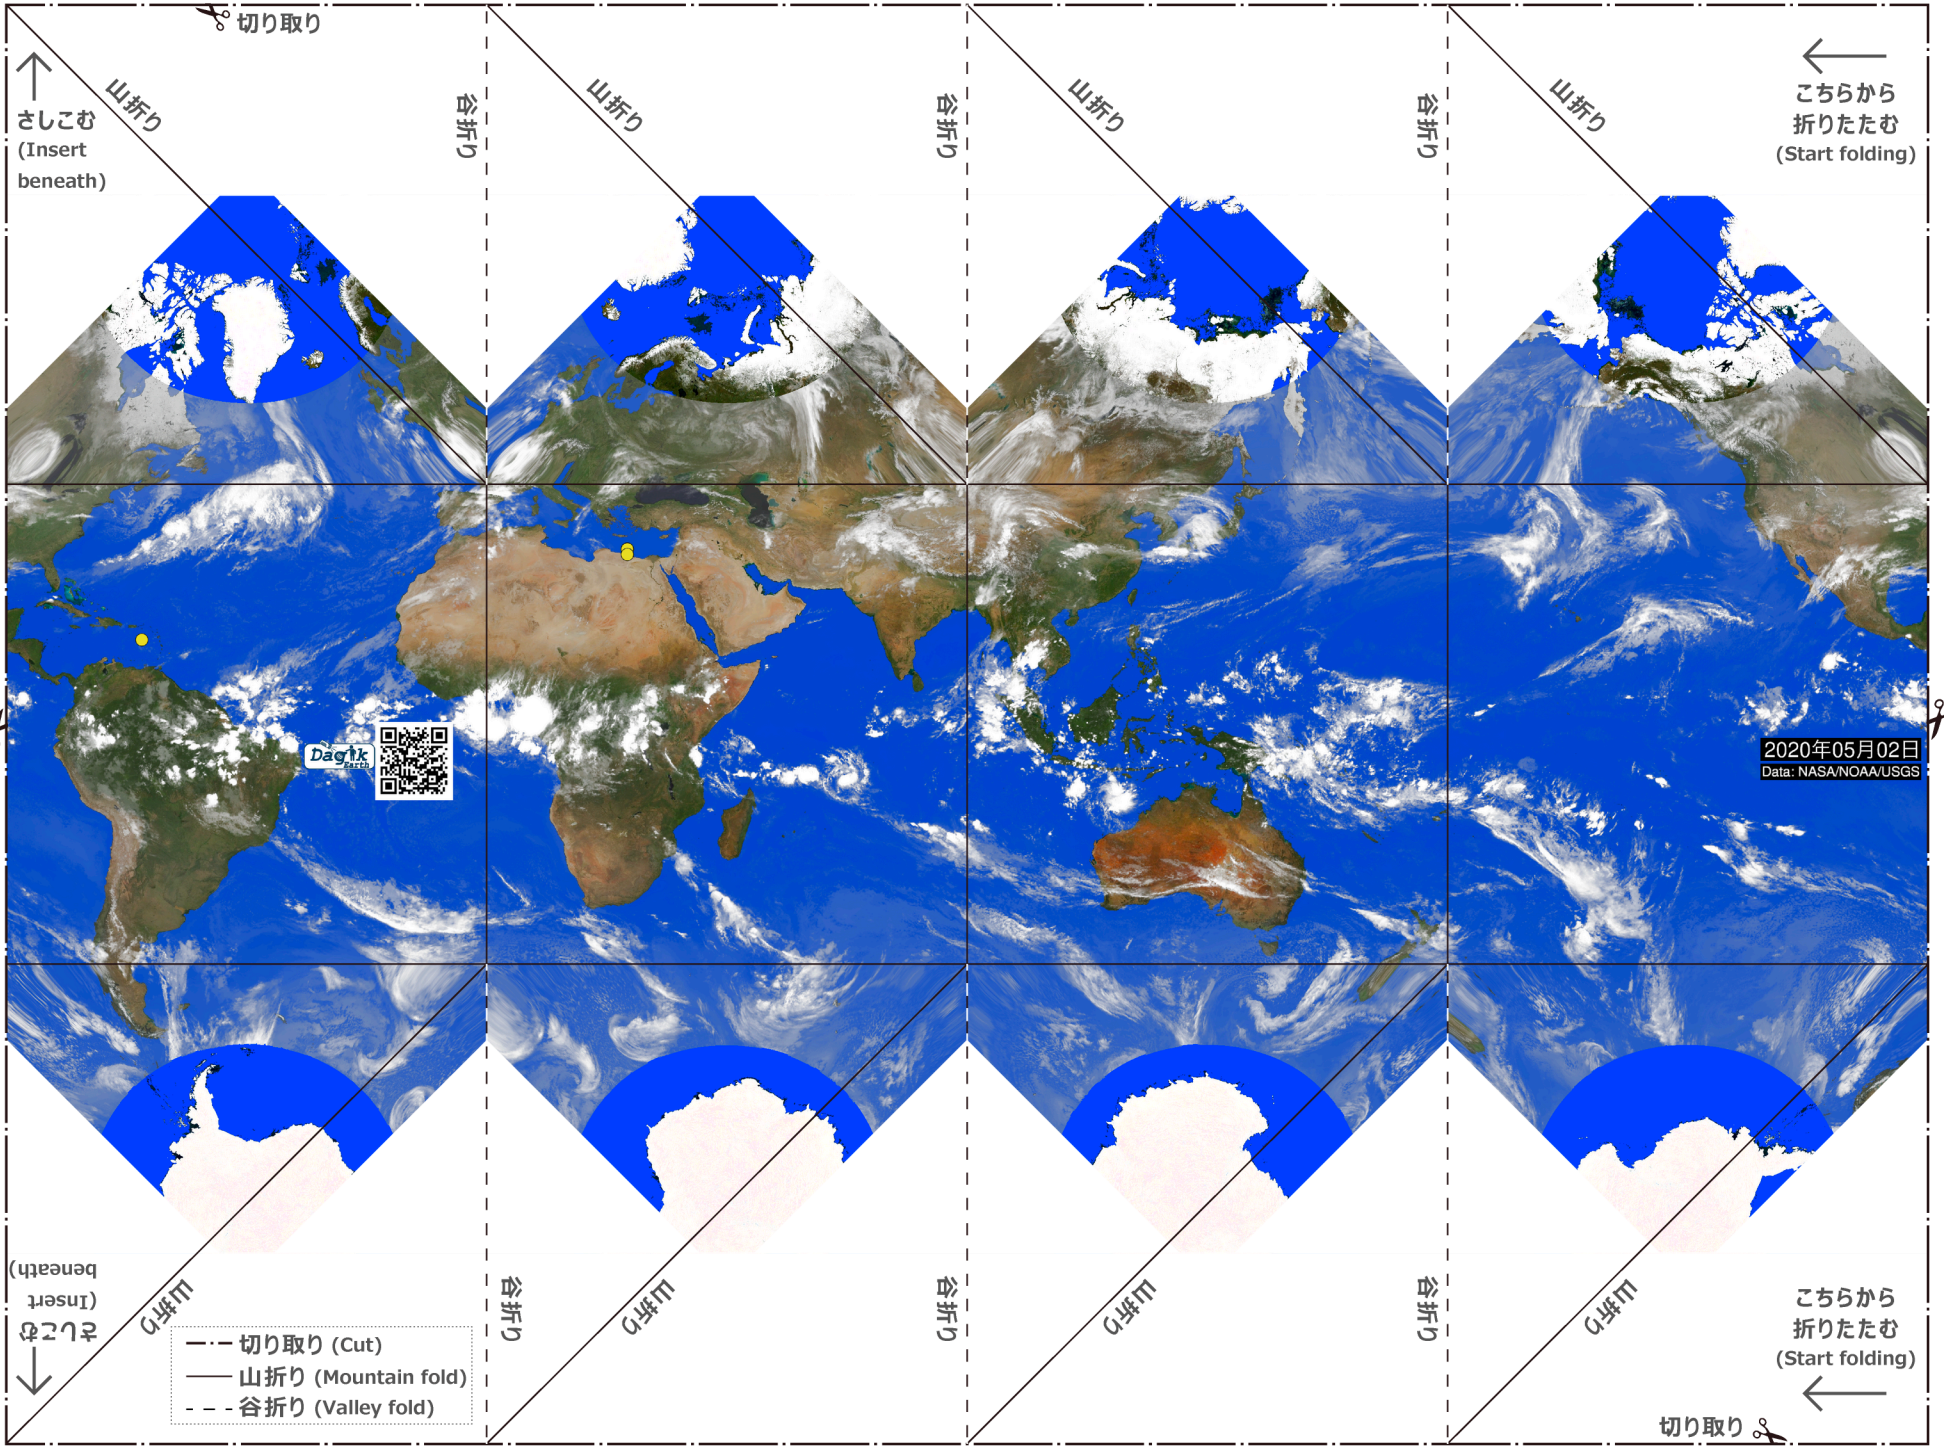 切り取り
山折り
谷折り
山折り
谷折り
山折り
谷折り
山折り
さしこむ
(Insert
beneath)
こちらから
折りたたむ
(Start folding)
Dagik
Earth
2020年05月02日
Data: NASA/NOAA/USGS
さしこむ
(Insert
beneath)
山折り
谷折り
山折り
谷折り
山折り
谷折り
山折り
こちらから
折りたたむ
(Start folding)
切り取り (Cut)
山折り (Mountain fold)
谷折り (Valley fold)
切り取り